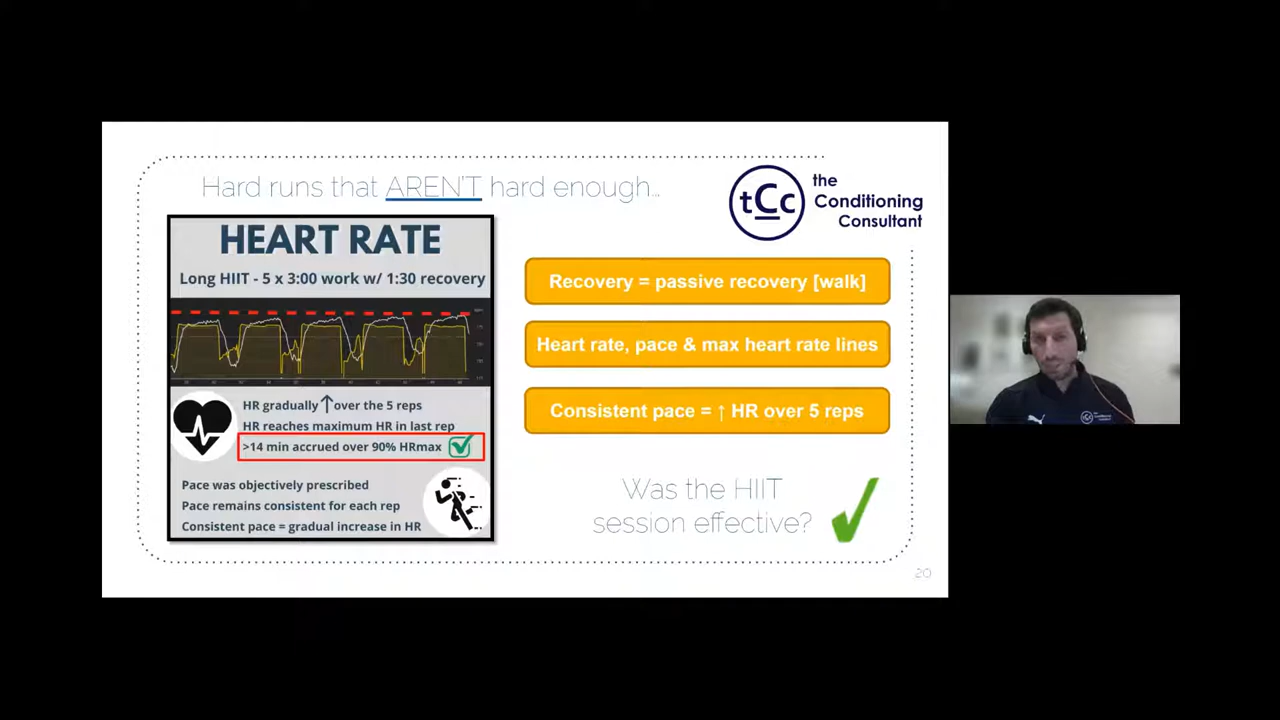 Hard runs that AREN'T hard enough...
tCc
the
Conditioning
Consultant
HEART RATE
Long HIIT - 5 x 3:00 work w/ 1:30 recovery
HR gradually ↑ over the 5 reps
HR reaches maximum HR in last rep
>14 min accrued over 90% HRmax
Pace was objectively prescribed
Pace remains consistent for each rep
Consistent pace = gradual increase in HR
Recovery = passive recovery [walk]
Heart rate, pace & max heart rate lines
Consistent pace = ↑ HR over 5 reps
Was the HIIT
session effective?
20